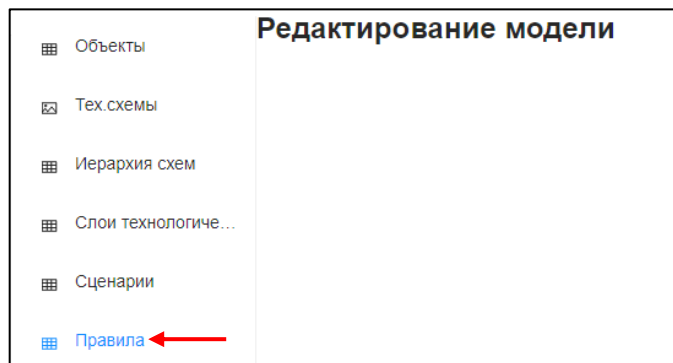 Редактирование модели
Объекты
Тех.схемы
Иерархия схем
Слои технологиче...
Сценарии
Правила